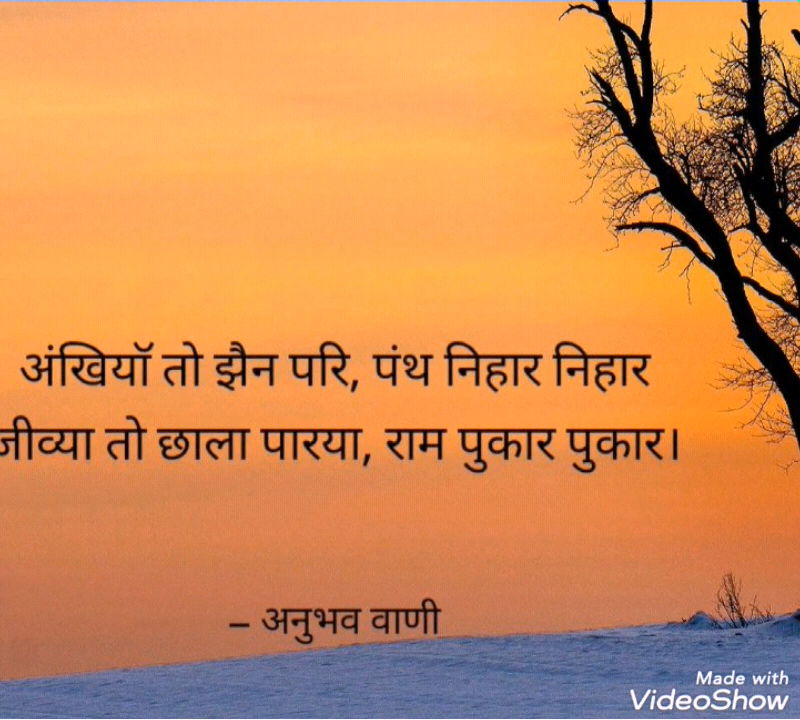 अंखियॉ तो झैन परि, पंथ निहार निहार
जीव्या तो छाला पारया, राम पुकार पुकार।
– अनुभव वाणी
Made with
VideoShow